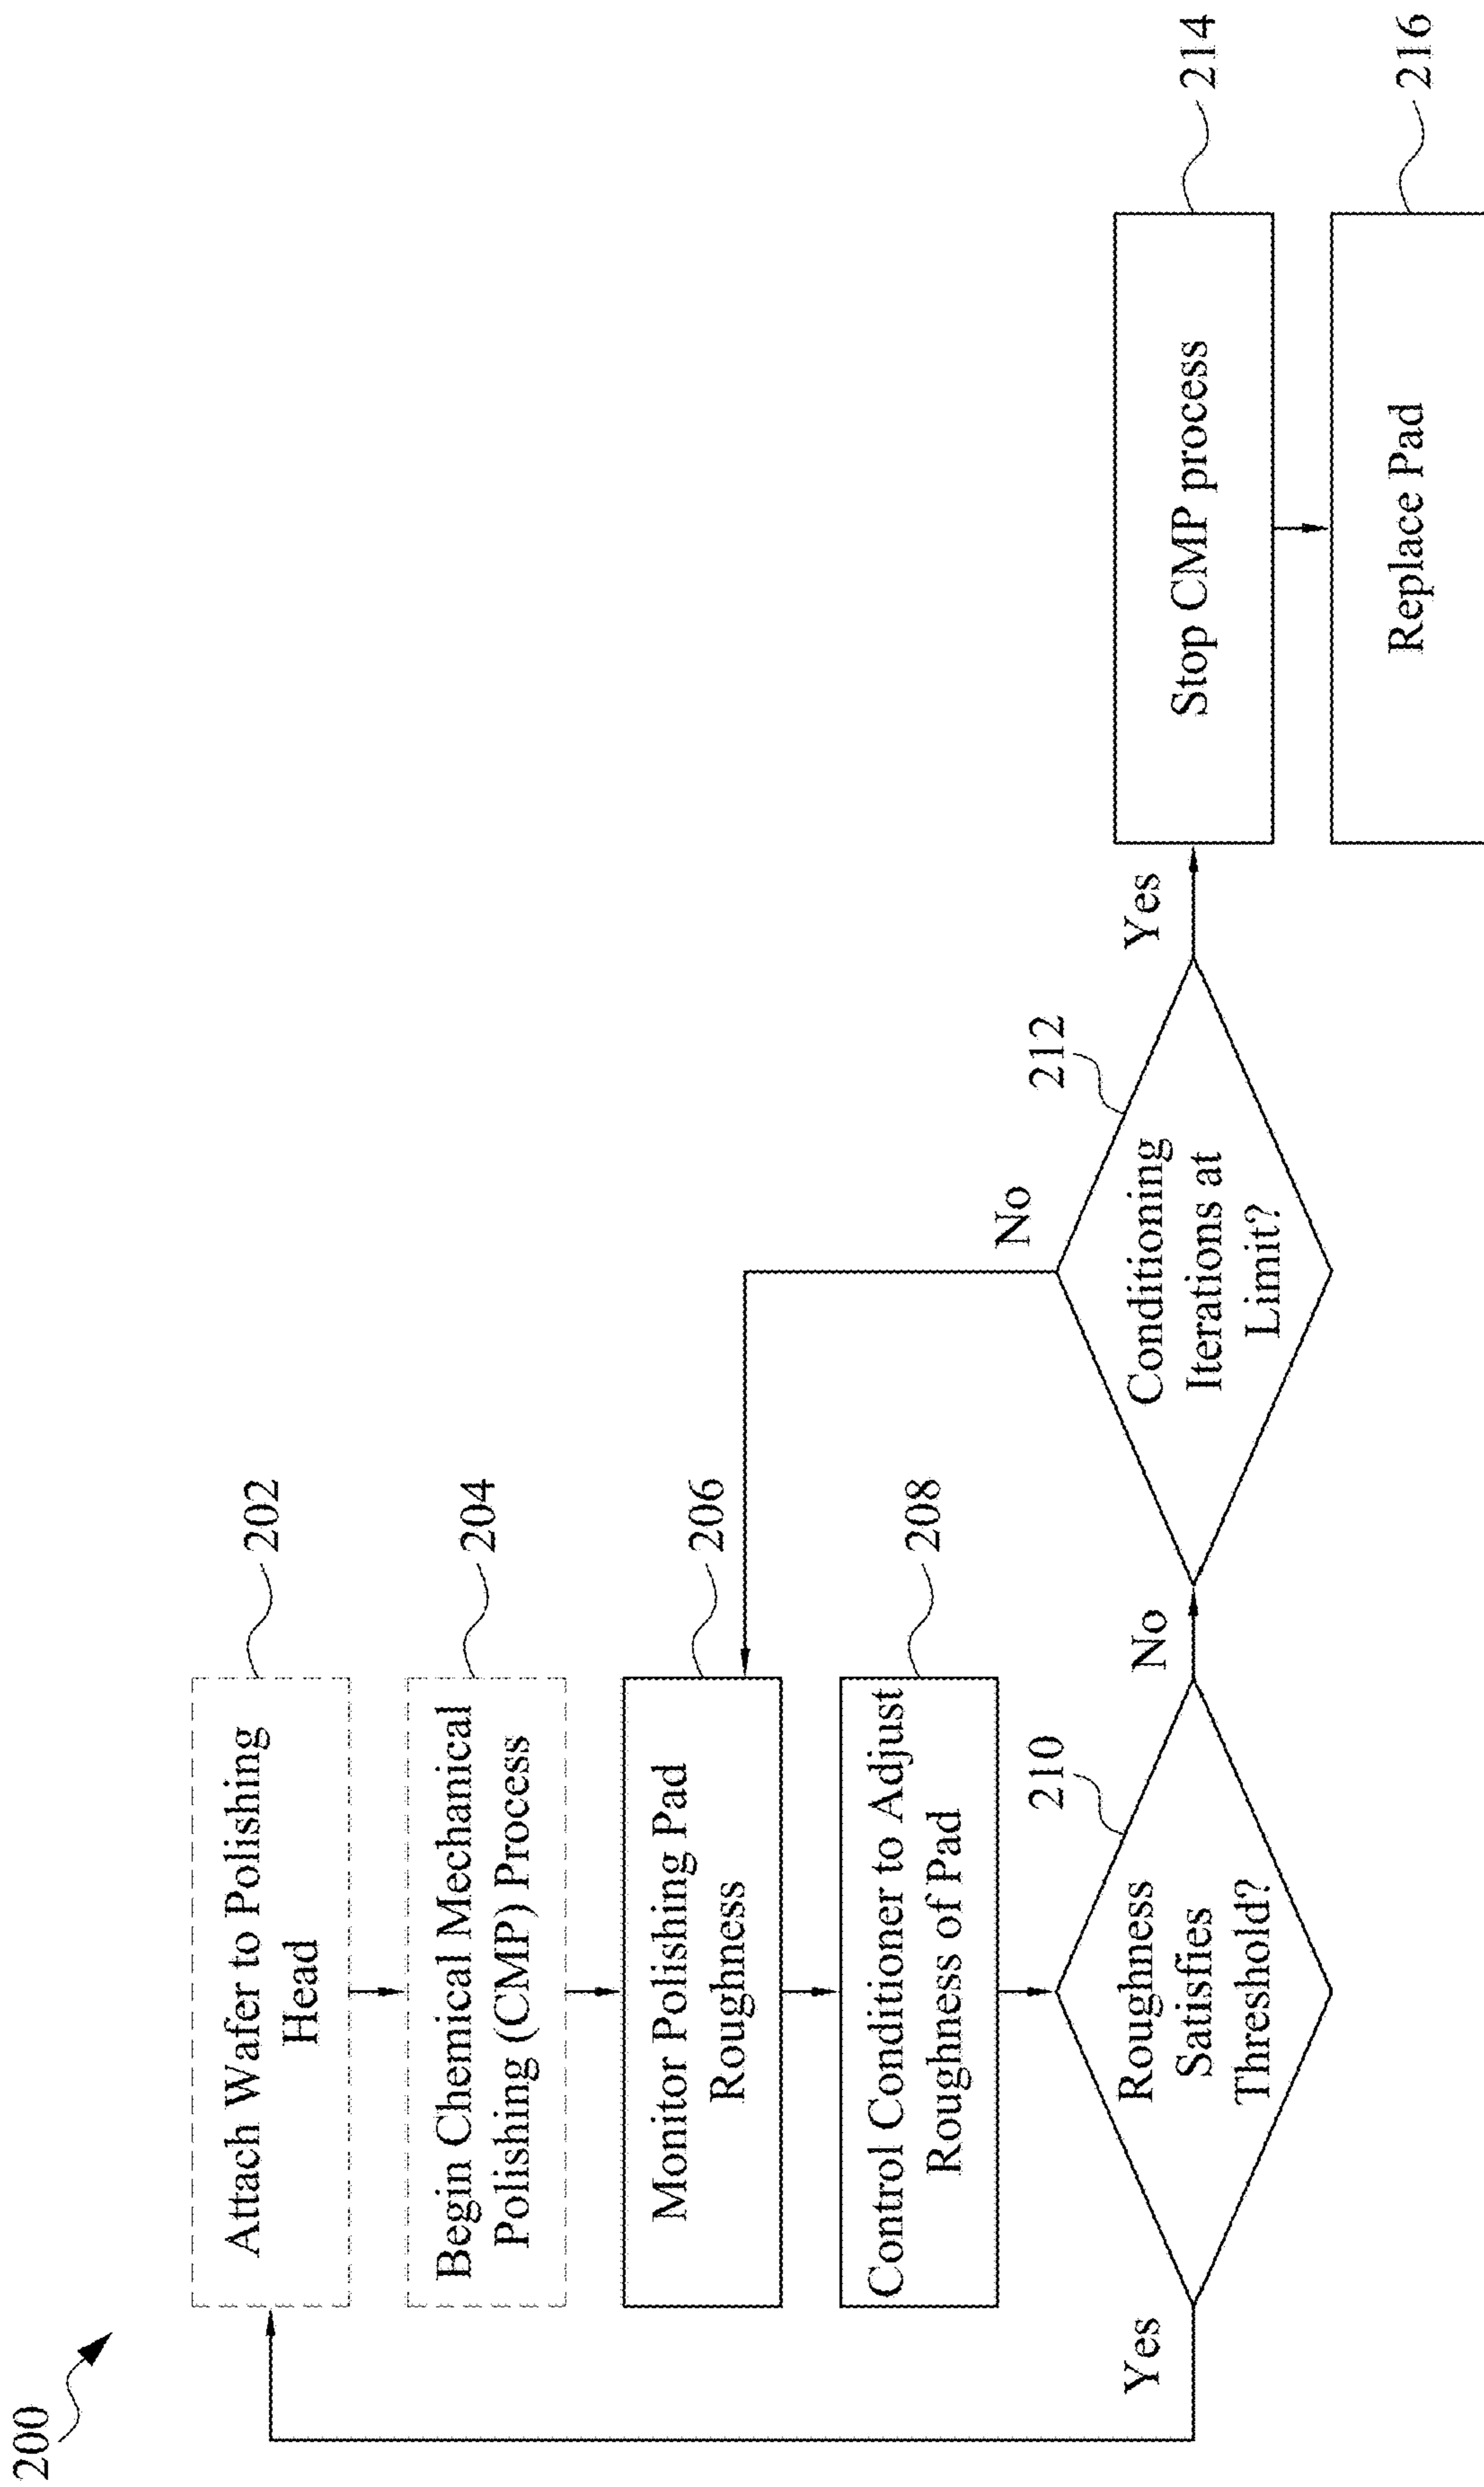 200
Attach Wafer to Polishing
Head
202
Begin Chemical Mechanical
Polishing (CMP) Process
204
Monitor Polishing Pad
Roughness
206
Control Conditioner to Adjust
Roughness of Pad
208
Yes
Roughness
Satisfies
Threshold?
210
No
Conditioning
Iterations at
Limit?
212
No
Yes
Stop CMP process
214
Replace Pad
216